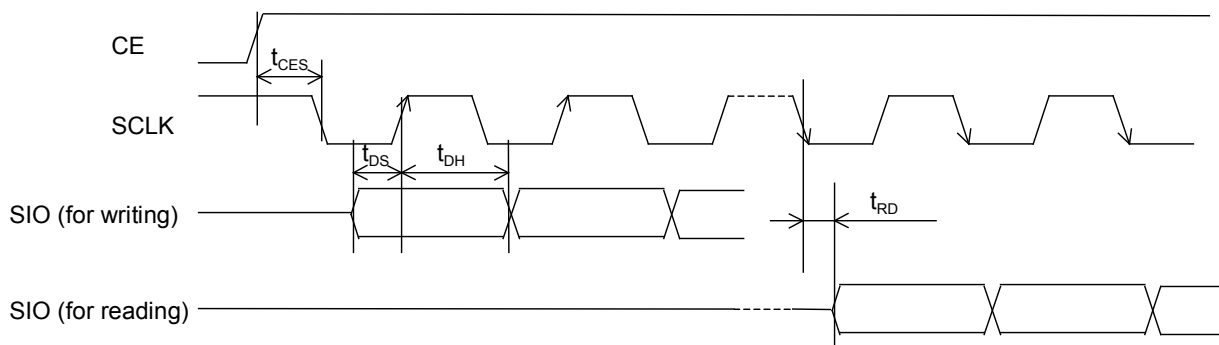 CE
tCES
SCLK
tDS
tDH
SIO (for writing)
tRD
SIO (for reading)